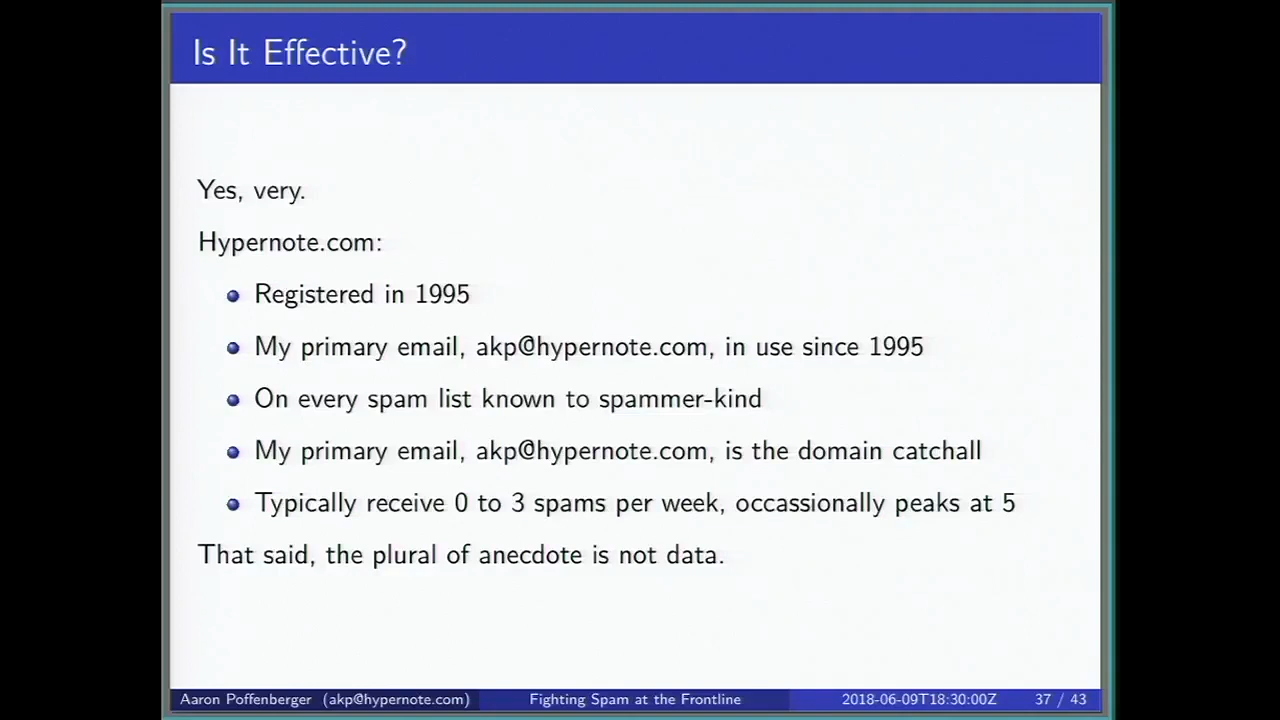 Is It Effective?
Yes, very.
Hypernote.com:
Registered in 1995
My primary email, akp@hypernote.com, in use since 1995
On every spam list known to spammer-kind
My primary email, akp@hypernote.com, is the domain catchall
Typically receive 0 to 3 spams per week, occassionally peaks at 5
That said, the plural of anecdote is not data.
Aaron Poffenberger (akp@hypernote.com) Fighting Spam at the Frontline 2018-06-09T18:30:00Z 37 / 43